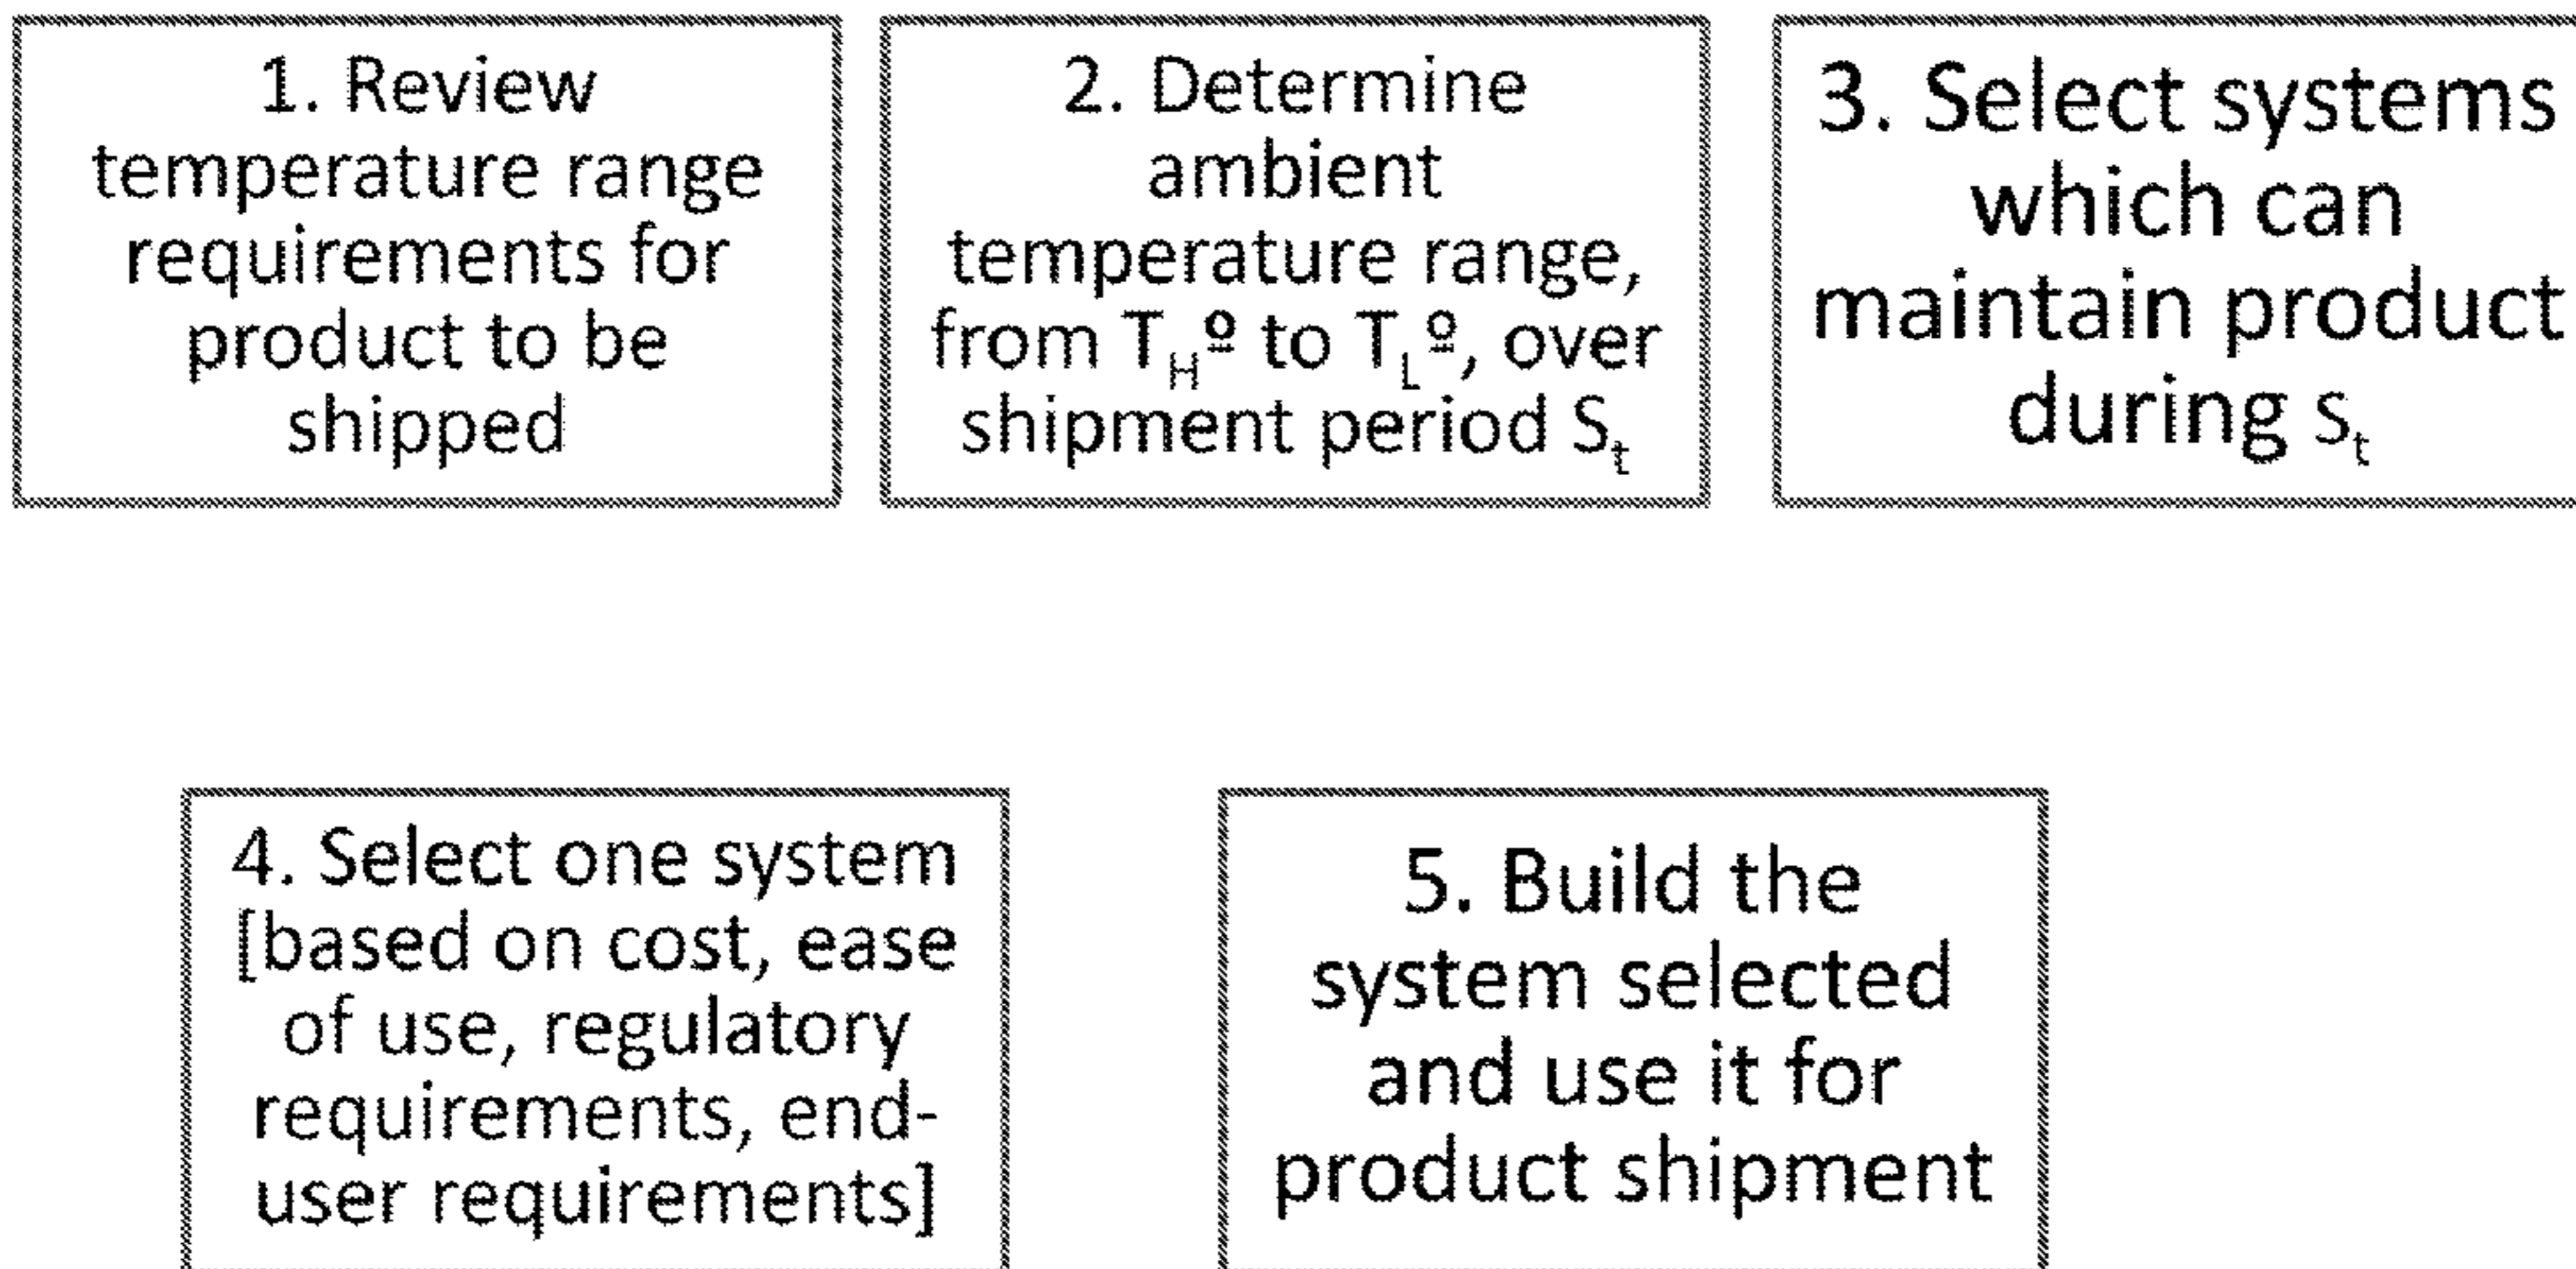 1. Review
temperature range
requirements for
product to be
shipped
2. Determine
ambient
temperature range,
from T_Hº to T_Lº, over
shipment period S_t
3. Select systems
which can
maintain product
during S_t
4. Select one system
[based on cost, ease
of use, regulatory
requirements, end-
user requirements]
5. Build the
system selected
and use it for
product shipment